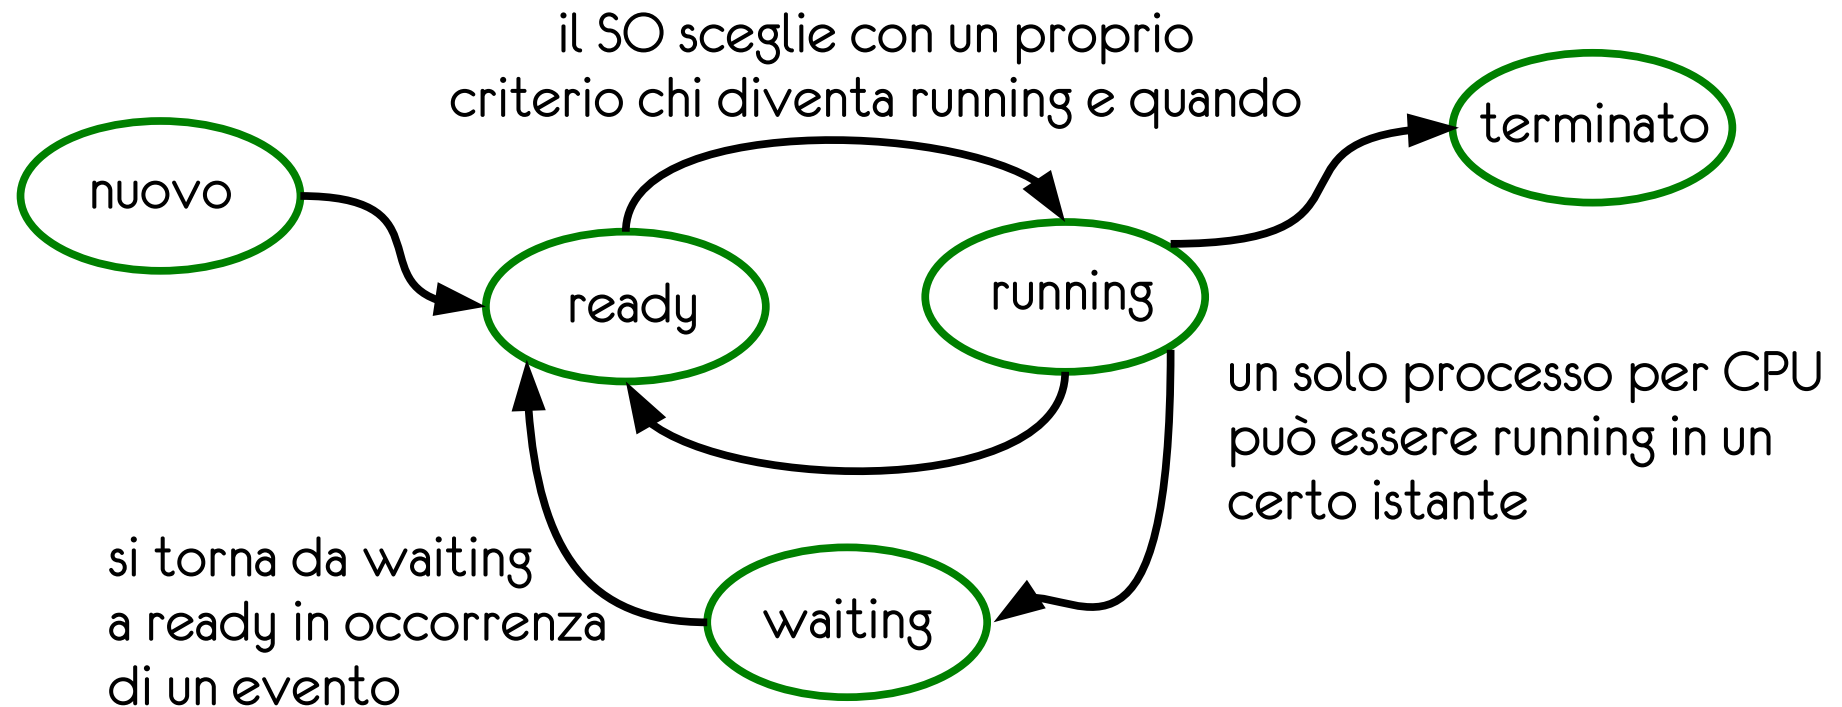 il SO sceglie con un proprio
criterio chi diventa running e quando
terminato
nuovo
ready
running
un solo processo per CPU
può essere running in un
certo istante
si torna da waiting
a ready in occorrenza
di un evento
waiting